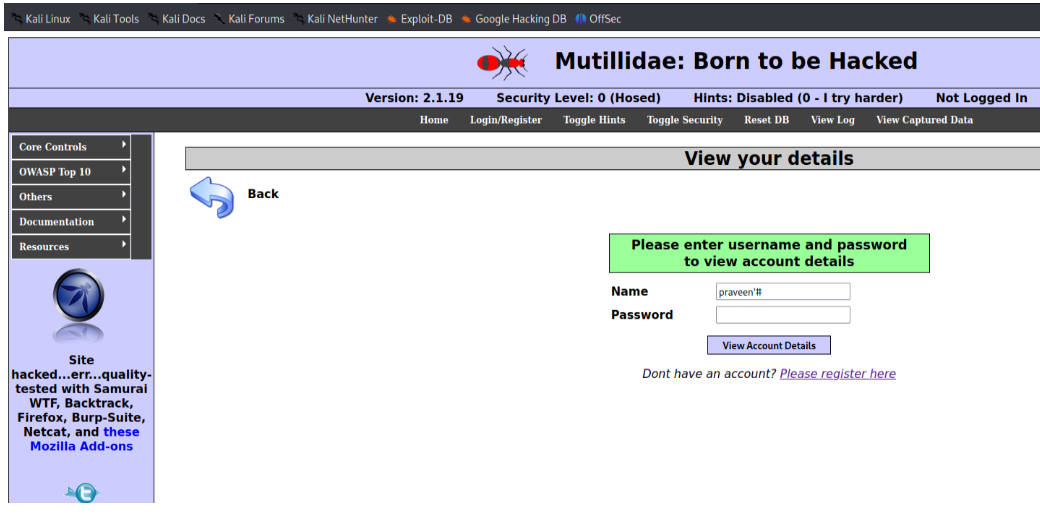 Kali Linux Kali Tools Kali Docs Kali Forums Kali NetHunter Exploit-DB Google Hacking DB OffSec
Mutillidae: Born to be Hacked
Version: 2.1.19 Security Level: 0 (Hosed) Hints: Disabled (0 - I try harder) Not Logged In
Home Login/Register Toggle Hints Toggle Security Reset DB View Log View Captured Data
Core Controls
OWASP Top 10
Others
Documentation
Resources
Site
hacked...err...quality-
tested with Samurai
WTF, Backtrack,
Firefox, Burp-Suite,
Netcat, and these
Mozilla Add-ons
View your details
Back
Please enter username and password
to view account details
Name praveen'#
Password
View Account Details
Dont have an account? Please register here